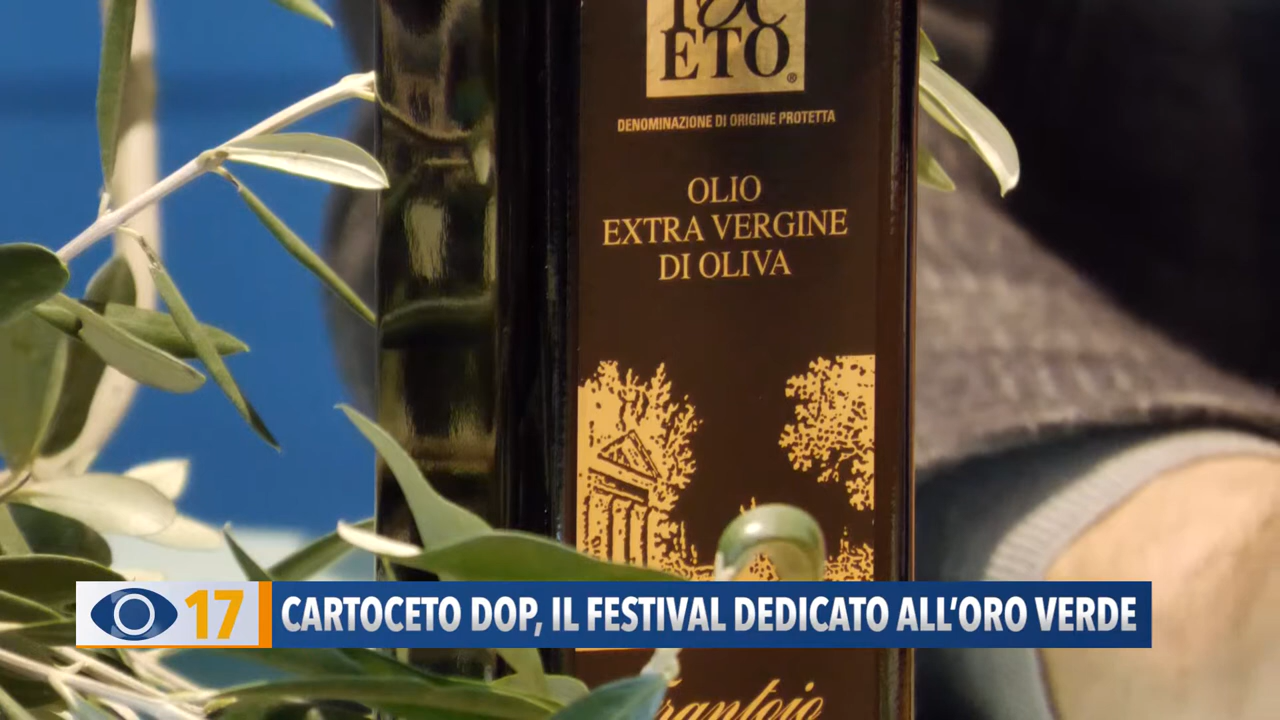 ETO®
DENOMINAZIONE DI ORIGINE PROTETTA
OLIO
EXTRA VERGINE
DI OLIVA
17 CARTOCETO DOP, IL FESTIVAL DEDICATO ALL'ORO VERDE